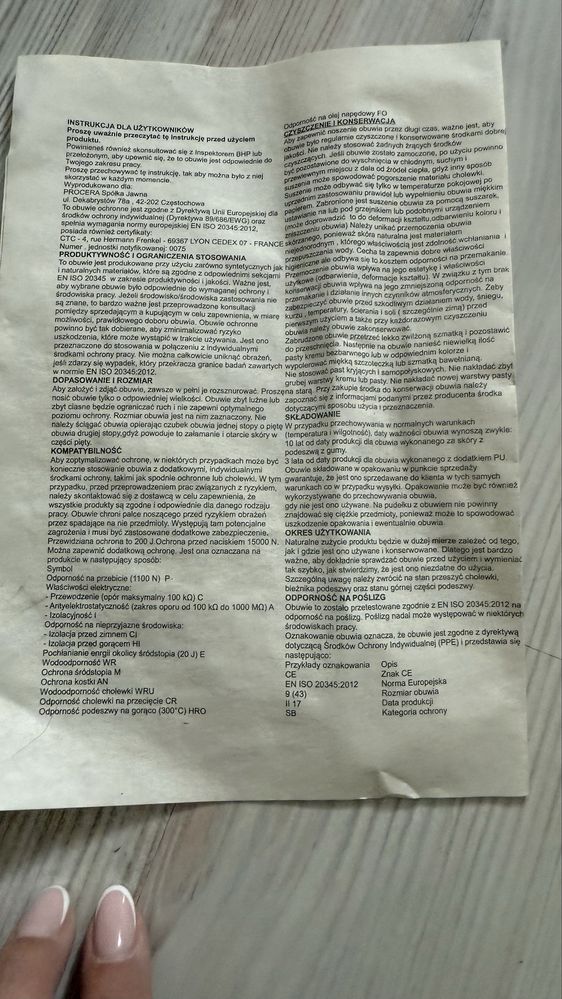 INSTRUKCJA DLA UŻYTKOWNIKÓW
Proszę uważnie przeczytać tę Instrukcję przed użyciem
produktu.
Powinieneś również skonsultować się z Inspektorem BHP lub
przełożonym, aby upewnić się, że to obuwie jest odpowiednie do
Twojego zakresu pracy.
Proszę przechowywać tę instrukcję, tak aby można było z niej
skorzystać w każdym momencie.
Wyprodukowano dla:
PROCERA Spółka Jawna
ul. Dekabrystów 78a , 42-202 Częstochowa
To obuwie ochronne jest zgodne z Dyrektywą Unii Europejskiej dla
środków ochrony indywidualnej (Dyrektywa 89/686/EWG) oraz
spełnia wymagania normy europejskiej EN ISO 20345:2012,
posiada również certyfikaty:
CTC - 4, rue Hermann Frenkel - 69367 LYON CEDEX 07 - FRANCE
Numer jednostki notyfikowanej: 0075
PRODUKTYWNOŚĆ I OGRANICZENIA STOSOWANIA
To obuwie jest produkowane przy użyciu zarówno syntetycznych jak
i naturalnych materiałów, które są zgodne z odpowiednimi sekcjami
EN ISO 20345 w zakresie produktywności i jakości. Ważne jest,
aby wybrane obuwie było odpowiednie do wymaganej ochrony i
środowiska pracy. Jeżeli środowisko/środowiska zastosowania nie
są znane, to bardzo ważne jest przeprowadzone konsultacji
pomiędzy sprzedającym a kupującym w celu zapewnienia, w miarę
możliwości, prawidłowego doboru obuwia. Obuwie ochronne
powinno być tak dobierane, aby zminimalizować ryzyko
uszkodzenia, które może wystąpić w trakcie używania. Jest ono
przeznaczone do stosowania w połączeniu z indywidualnymi
środkami ochrony pracy. Nie można całkowicie uniknąć obrażeń,
jeśli zdarzy się wypadek, który przekracza granice badań zawartych
w normie EN ISO 20345:2012.
DOPASOWANIE I ROZMIAR
Aby założyć i zdjąć obuwie, zawsze w pełni je rozsznurować. Proszę
nosić obuwie tylko o odpowiedniej wielkości. Obuwie zbyt luźne lub
zbyt ciasne będzie ograniczać ruch i nie zapewni optymalnego
poziomu ochrony. Rozmiar obuwia jest na nim zaznaczony. Nie
należy ściągać obuwia opierając czubek obuwia jednej stopy o piętę
obuwia drugiej stopy,gdyż powoduje to załamanie i otarcie skóry w
części pięty.
KOMPATYBILNOŚĆ
Aby zoptymalizować ochronę, w niektórych przypadkach może być
konieczne stosowanie obuwia z dodatkowymi, indywidualnymi
środkami ochrony, takimi jak spodnie ochronne lub cholewki. W tym
przypadku, przed przeprowadzeniem prac związanych z ryzykiem,
należy skontaktować się z dostawcą w celu zapewnienia, że
wszystkie produkty są zgodne i odpowiednie dla danego rodzaju
pracy. Obuwie chroni palce noszącego przed ryzykiem obrażeń
przez spadające na nie przedmioty. Występują tam potencjalne
zagrożenia i musi być zastosowane dodatkowe zabezpieczenie.
Przewidziana ochrona to 200 J.Ochrona przed naciskiem 15000 N.
Można zapewnić dodatkową ochronę. Jest ona oznaczana na
produkcie w następujący sposób:
Symbol
Odporność na przebicie (1100 N) P
Właściwości elektryczne:
- Przewodzenie (opór maksymalny 100 kΩ) C
- Antyelektrostatyczność (zakres oporu od 100 kΩ do 1000 MΩ) A
- Izolacyjność I
Odporność na nieprzyjazne środowiska:
- Izolacja przed zimnem CI
- Izolacja przed gorącem HI
Pochłanianie enrgii okolicy śródstopia (20 J) E
Wodoodporność WR
Ochrona śródstopia M
Ochrona kostki AN
Wodoodporność cholewki WRU
Odporność cholewki na przecięcie CR
Odporność podeszwy na gorąco (300°C) HRO
Odporność na olej napędowy FO
CZYSZCZENIE I KONSERWACJA
Aby zapewnić noszenie obuwia przez długi czas, ważne jest, aby
obuwie było regularnie czyszczone i konserwowane środkami dobrej
jakości. Nie należy stosować żadnych żrących środków
czyszczących. Jeśli obuwie zostało zamoczone, po użyciu powinno
być pozostawione do wyschnięcia w chłodnym, suchym i
przewiewnym miejscu z dala od źródeł ciepła, gdyż inny sposób
suszenia może spowodować pogorszenie materiału cholewki.
Suszenie może odbywać się tylko w temperaturze pokojowej po
uprzednim zastosowaniu prawideł lub wypełnieniu obuwia miękkim
papierem. Zabronione jest suszenie obuwia za pomocą suszarek,
ustawiania na lub pod grzejnikiem lub podobnymi urządzeniem
(może doprowadzić to do deformacji kształtu,odbarwieniu koloru i
zniszczeniu obuwia) Należy unikać przemoczenia obuwia
skórzanego, ponieważ skóra naturalna jest materiałem
niejednorodnym , którego właściwością jest zdolność wchłaniania i
przepuszczania wody. Cecha ta zapewnia dobre właściwości
higieniczne ale odbywa się to kosztem odporności na przemakanie.
Przemoczenie obuwia wpływa na jego estetykę i właściwości
użytkowe (odbarwienia, deformacje kształtu). W związku z tym brak
konserwacji obuwia wpływa na jego zmniejszoną odporność na
przemakanie i działanie innych czynników atmosferycznych. Żeby
zabezpieczyć obuwie przed szkodliwym działaniem wody, śniegu,
kurzu , temperatury, ścierania i soli ( szczególnie zimą) przed
pierwszym użyciem a także przy każdorazowym czyszczeniu
obuwia należy obuwie zakonserwować.
Zabrudzone obuwie przetrzeć lekko zwilżoną szmatką i pozostawić
do przeschnięcia. Następnie na obuwie nanieść niewielką ilość
pasty kremu bezbarwnego lub w odpowiednim kolorze i
wypolerować miękką szczoteczką lub szmatką bawełnianą.
Nie stosować past kryjących i samopołyskowych. Nie nakładać zbyt
grubej warstwy kremu lub pasty. Nie nakładać nowej warstwy pasty
na starą. Przy zakupie środka do konserwacji obuwia należy
zapoznać się z informacjami podanymi przez producenta środka
dotyczącymi sposobu użycia i przeznaczenia.
SKŁADOWANIE
W przypadku przechowywania w normalnych warunkach
(temperatura i wilgotność), daty ważności obuwia wynoszą zwykle:
10 lat od daty produkcji dla obuwia wykonanego za skóry z
podeszwą z gumy.
3 lata od daty produkcji dla obuwia wykonanego z dodatkiem PU.
Obuwie składowane w opakowaniu w punkcie sprzedaży
gwarantuje, że jest ono sprzedawane do klienta w tych samych
warunkach co w przypadku wysyłki. Opakowanie może być również
wykorzystywane do przechowywania obuwia,
gdy nie jest ono używane. Na pudełku z obuwiem nie powinny
znajdować się ciężkie przedmioty, ponieważ może to spowodować
uszkodzenie opakowania i ewentualnie obuwia.
OKRES UŻYTKOWANIA
Naturalne zużycie produktu będzie w dużej mierze zależeć od tego,
jak i gdzie jest ono używane i konserwowane. Dlatego jest bardzo
ważne, aby dokładnie sprawdzać obuwie przed użyciem i wymieniać
tak szybko, jak stwierdzimy, że jest ono niezdatne do użycia.
Szczególną uwagę należy zwrócić na stan przeszyć cholewki,
bieżnika podeszwy oraz stanu górnej części podeszwy.
ODPORNOŚĆ NA POŚLIZG
Obuwie to zostało przetestowane zgodnie z EN ISO 20345:2012 na
odporność na poślizg. Poślizg nadal może występować w niektórych
środowiskach pracy.
Oznakowanie obuwia oznacza, że obuwie jest zgodne z dyrektywą
dotyczącą Środków Ochrony Indywidualnej (PPE) i przedstawia się
następująco:
Przykłady oznakowania Opis
CE Znak CE
EN ISO 20345:2012 Norma Europejska
9 (43) Rozmiar obuwia
II 17 Data produkcji
SB Kategoria ochrony